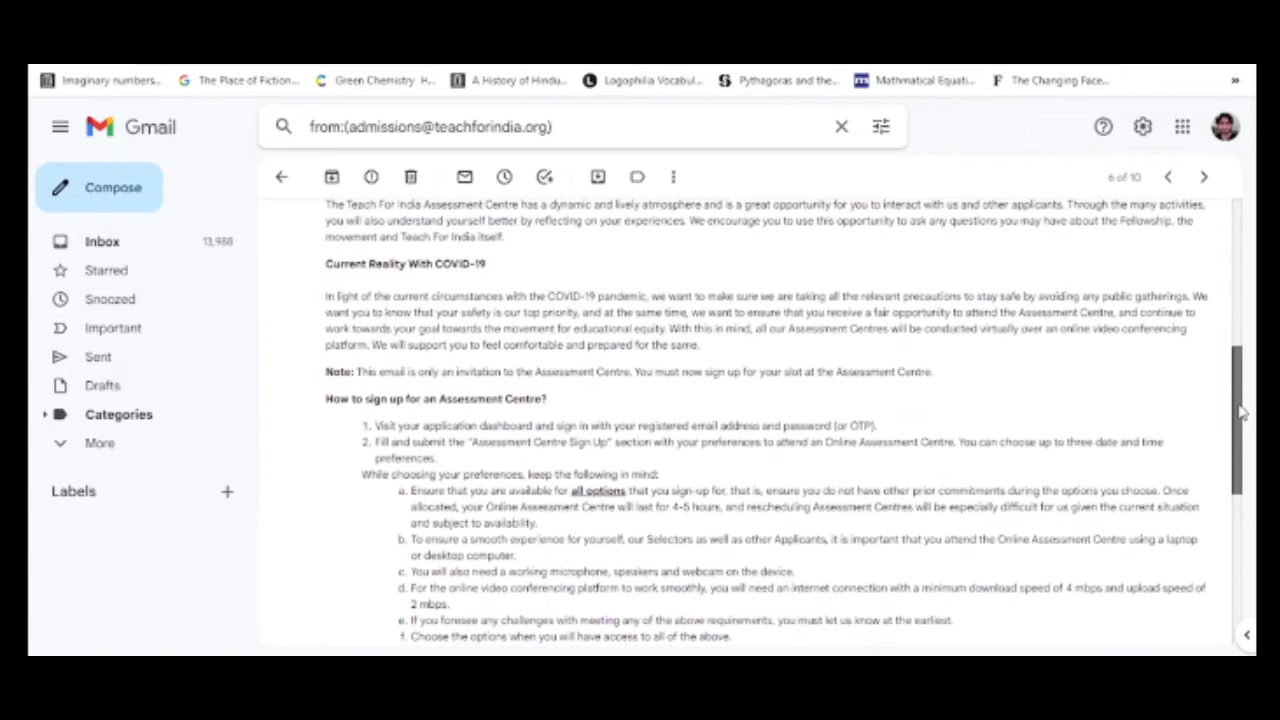 Imaginary numbers... The Place of Fiction... Green Chemistry H... A History of Hindu... Logophilia Vocabul... Pythagoras and the... Mathmatical Equati... The Changing Face... »
Gmail
from:(admissions@teachforindia.org)
Compose
6 of 10
Inbox 13,988
Starred
Snoozed
Important
Sent
Drafts
Categories
More
Labels
The Teach For India Assessment Centre has a dynamic and lively atmosphere and is a great opportunity for you to interact with us and other applicants. Through the many activities,
you will also understand yourself better by reflecting on your experiences. We encourage you to use this opportunity to ask any questions you may have about the Fellowship, the
movement and Teach For India itself.
Current Reality With COVID-19
In light of the current circumstances with the COVID-19 pandemic, we want to make sure we are taking all the relevant precautions to stay safe by avoiding any public gatherings. We
want you to know that your safety is our top priority, and at the same time, we want to ensure that you receive a fair opportunity to attend the Assessment Centre, and continue to
work towards your goal towards the movement for educational equity. With this in mind, all our Assessment Centres will be conducted virtually over an online video conferencing
platform. We will support you to feel comfortable and prepared for the same.
Note: This email is only an invitation to the Assessment Centre. You must now sign up for your slot at the Assessment Centre.
How to sign up for an Assessment Centre?
1. Visit your application dashboard and sign in with your registered email address and password (or OTP).
2. Fill and submit the "Assessment Centre Sign Up" section with your preferences to attend an Online Assessment Centre. You can choose up to three date and time
preferences.
While choosing your preferences, keep the following in mind:
a. Ensure that you are available for all options that you sign-up for, that is, ensure you do not have other prior commitments during the options you choose. Once
allocated, your Online Assessment Centre will last for 4-5 hours, and rescheduling Assessment Centres will be especially difficult for us given the current situation
and subject to availability.
b. To ensure a smooth experience for yourself, our Selectors as well as other Applicants, it is important that you attend the Online Assessment Centre using a laptop
or desktop computer.
c. You will also need a working microphone, speakers and webcam on the device.
d. For the online video conferencing platform to work smoothly, you will need an internet connection with a minimum download speed of 4 mbps and upload speed of
2 mbps.
e. If you foresee any challenges with meeting any of the above requirements, you must let us know at the earliest.
f. Choose the options when you will have access to all of the above.